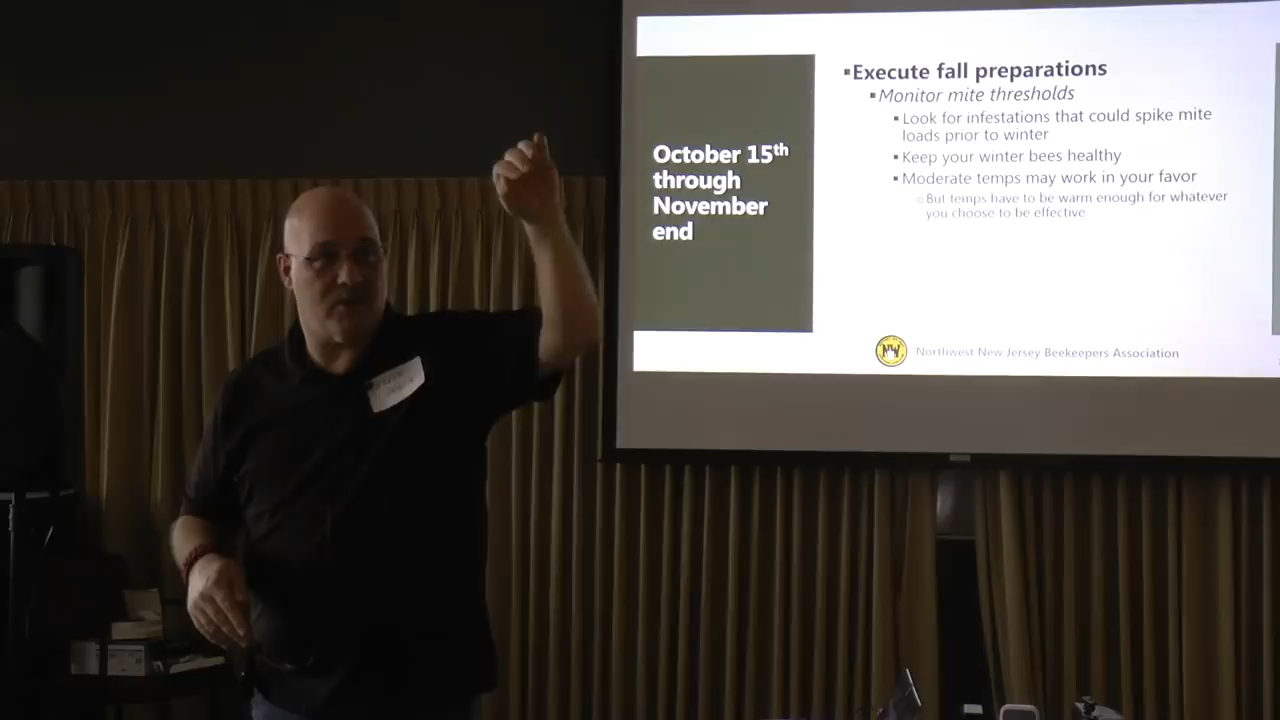 October 15th
through
November
end
▪Execute fall preparations
▪Monitor mite thresholds
▪Look for infestations that could spike mite
loads prior to winter
▪Keep your winter bees healthy
▪Moderate temps may work in your favor
○But temps have to be warm enough for whatever
you choose to be effective
Northwest New Jersey Beekeepers Association